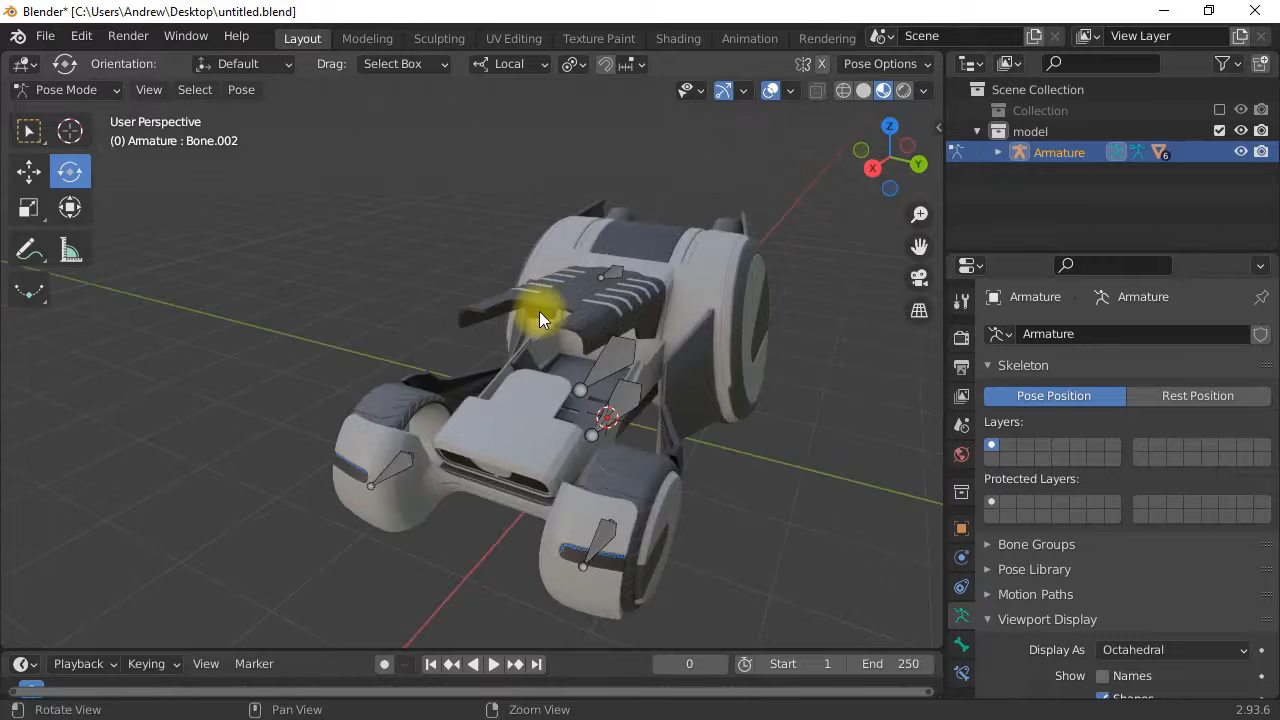 Blender* [C:\Users\Andrew\Desktop\untitled.blend]
File Edit Render Window Help Layout Modeling Sculpting UV Editing Texture Paint Shading Animation Rendering Scene View Layer
Orientation: Default Drag: Select Box Local X Pose Options
Pose Mode View Select Pose
User Perspective
(0) Armature : Bone.002
Z
Y
X
Scene Collection
Collection
model
Armature 6
Armature Armature
Armature
Skeleton
Pose Position Rest Position
Layers:
Protected Layers:
Bone Groups
Pose Library
Motion Paths
Viewport Display
Display As Octahedral
Show Names
Shapes
Playback Keying View Marker 0 Start 1 End 250
Rotate View Pan View Zoom View 2.93.6